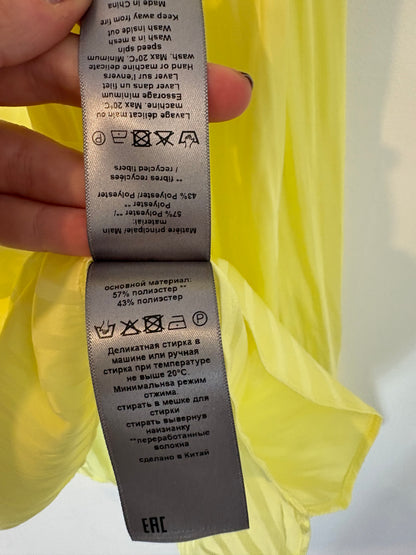 Matière principale/ Main
material:
57% Polyester **/
Polyester **
43% Polyester/ Polyester
** fibres recyclées
/ recycled fibers
Lavage délicat main ou
machine. Max 20°C.
Essorage minimum
Laver dans un filet
Laver sur l'envers
Hand or machine delicate
wash. Max 20°C. Minimum
speed spin
Wash in a mesh
Wash inside out
Keep away from fire
Made in China
основной материал:
57% полиэстер **
43% полиэстер
Деликатная стирка в
машине или ручная
стирка при температуре
не выше 20°C.
Минимальная режим
отжима.
стирать в мешке для
стирки
стирать вывернув
наизнанку
**переработанные
волокна
сделано в Китай
EAC